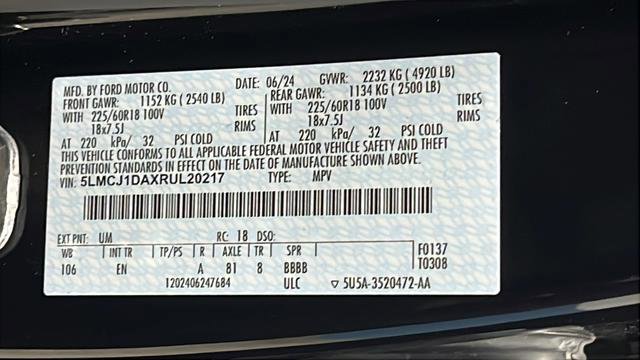 MFD. BY FORD MOTOR CO. DATE: 06/24 GVWR: 2232 KG ( 4920 LB)
FRONT GAWR: 1152 KG ( 2540 LB) REAR GAWR: 1134 KG ( 2500 LB)
WITH 225/60R18 100V TIRES WITH 225/60R18 100V TIRES
18x7.5J RIMS 18x7.5J RIMS
AT 220 kPa/ 32 PSI COLD AT 220 kPa/ 32 PSI COLD
THIS VEHICLE CONFORMS TO ALL APPLICABLE FEDERAL MOTOR VEHICLE SAFETY AND THEFT
PREVENTION STANDARDS IN EFFECT ON THE DATE OF MANUFACTURE SHOWN ABOVE.
VIN: 5LMCJ1DAXRUL20217 TYPE: MPV
EXT PNT: UM RC: 18 DSO:
WB INT TR TP/PS R AXLE TR SPR F0137
106 EN A 81 8 BBBB T0308
1202406247684 ULC ▽ 5U5A-3520472-AA